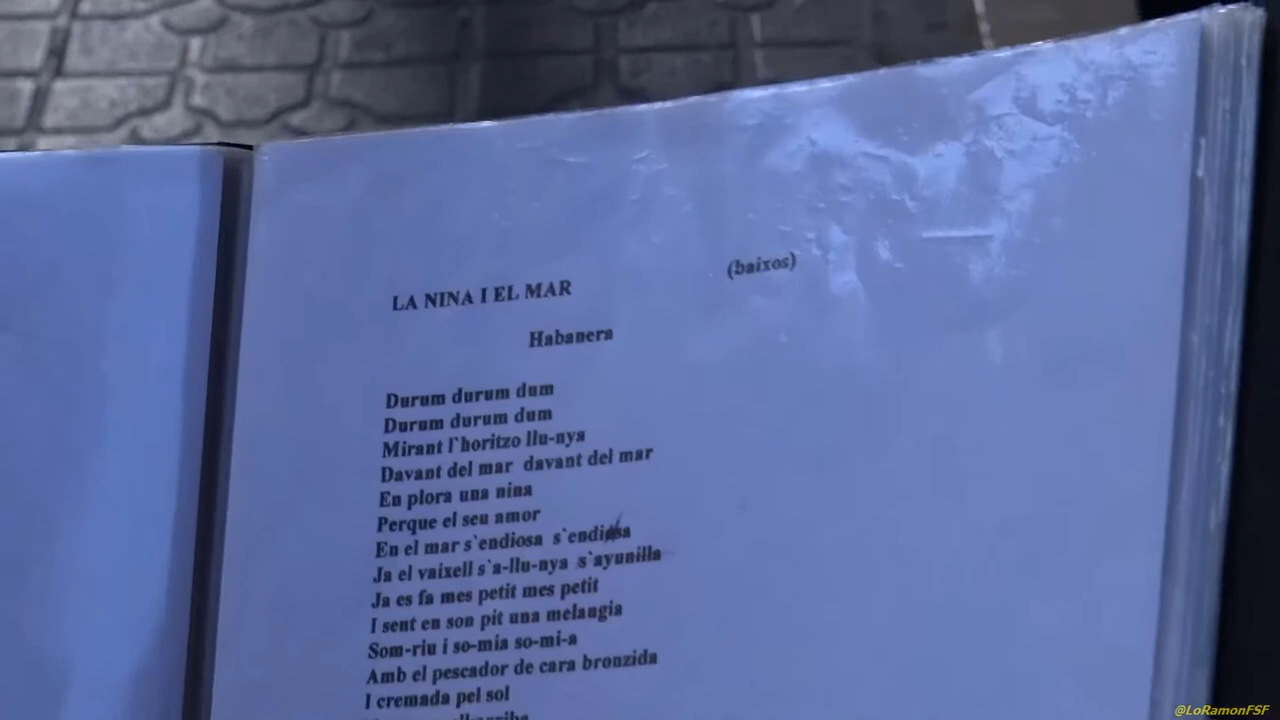 (baixos)
LA NINA I EL MAR
Habanera
Durum durum dum
Durum durum dum
Mirant l`horitzo llu-nya
Davant del mar davant del mar
En plora una nina
Perque el seu amor
En el mar s`endiosa s`endiosa
Ja el vaixell s`a-llu-nya s`ayunilla
Ja es fa mes petit mes petit
I sent en son pit una melangia
Som-riu i so-mia so-mi-a
Amb el pescador de cara bronzida
I cremada pel sol
@LoRamonFSF